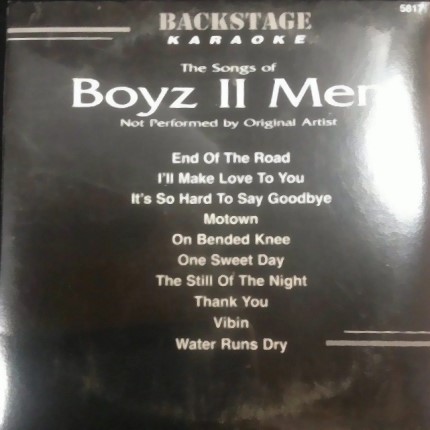 BACKSTAGE
5817
KARAOKE
The Songs of
Boyz II Men
Not Performed by Original Artist
End Of The Road
I'll Make Love To You
It's So Hard To Say Goodbye
Motown
On Bended Knee
One Sweet Day
The Still Of The Night
Thank You
Vibin
Water Runs Dry